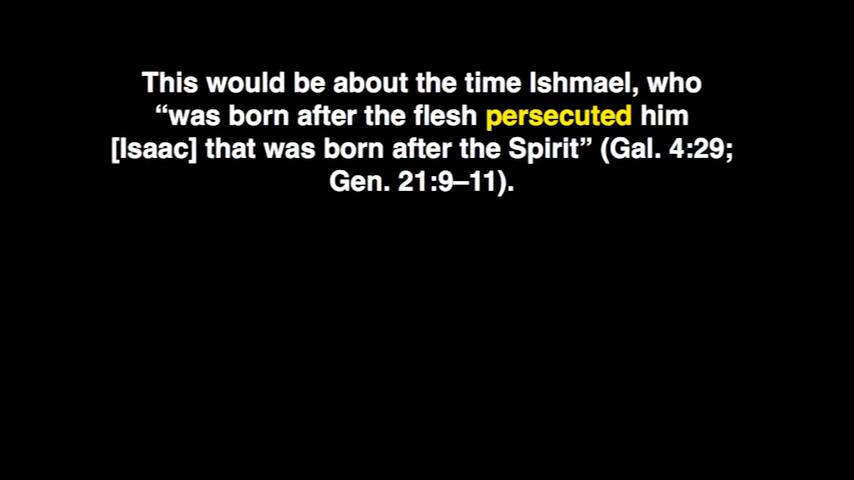 This would be about the time Ishmael, who
“was born after the flesh persecuted him
[Isaac] that was born after the Spirit” (Gal. 4:29;
Gen. 21:9–11).